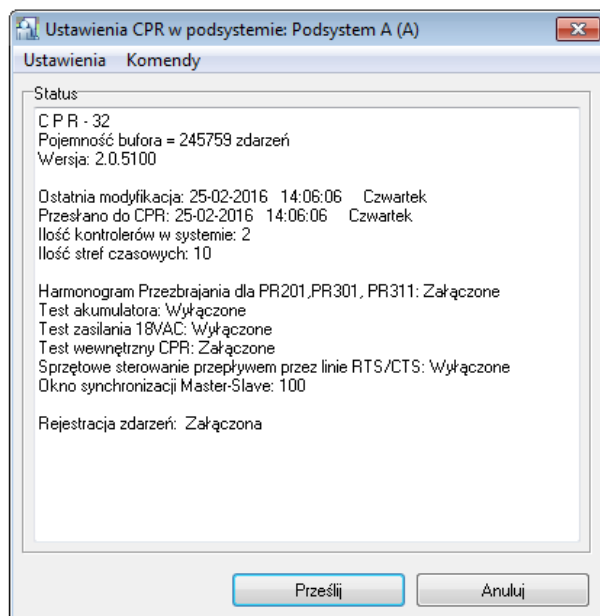 Ustawienia CPR w podsystemie: Podsystem A (A)
Ustawienia Komendy
Status
C P R - 32
Pojemność bufora = 245759 zdarzeń
Wersja: 2.0.5100
Ostatnia modyfikacja: 25-02-2016 14:06:06 Czwartek
Przesłano do CPR: 25-02-2016 14:06:06 Czwartek
Ilość kontrolerów w systemie: 2
Ilość stref czasowych: 10
Harmonogram Przezbrajania dla PR201,PR301, PR311: Załączone
Test akumulatora: Wyłączone
Test zasilania 18VAC: Wyłączone
Test wewnętrzny CPR: Załączone
Sprzętowe sterowanie przepływem przez linie RTS/CTS: Wyłączone
Okno synchronizacji Master-Slave: 100
Rejestracja zdarzeń: Załączona
Prześlij Anuluj